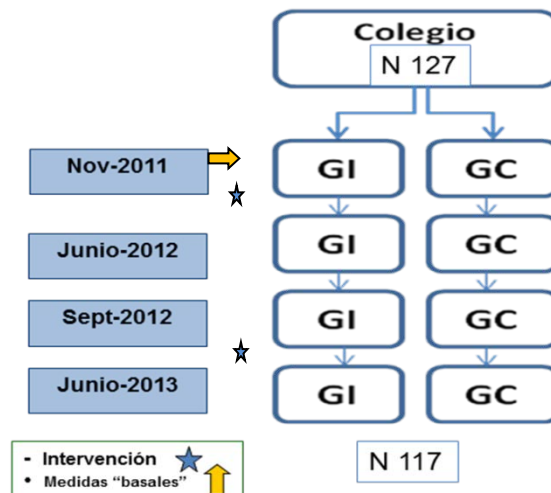 Colegio
N 127
Nov-2011
GI
GC
Junio-2012
GI
GC
Sept-2012
GI
GC
Junio-2013
GI
GC
- Intervención
• Medidas “basales”
N 117